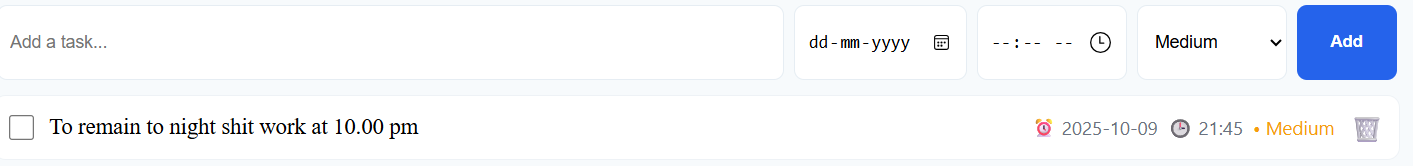 Add a task... dd-mm-yyyy --:-- -- Medium Add
To remain to night shit work at 10.00 pm 2025-10-09 21:45 • Medium